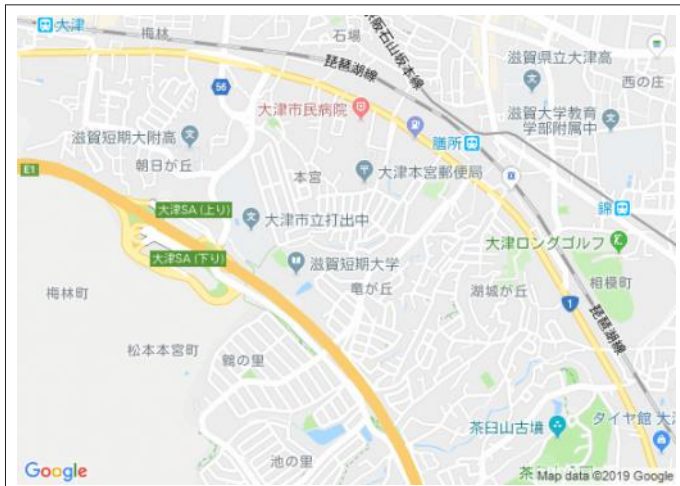 大津
梅林
石場
京阪石山坂本線
琵琶湖線
滋賀県立大津高
西の庄
56
大津市民病院
滋賀大学教育
学部附属中
滋賀短期大附高
膳所
朝日が丘
本宮
大津本宮郵便局
E1
錦
大津SA (上り)
大津市立打出中
大津ロングゴルフ
大津SA (下り)
滋賀短期大学
梅林町
竜が丘
湖城が丘
相模町
1
琵琶湖線
松本本宮町
鶴の里
茶臼山古墳
タイヤ館 大
池の里
Google
Map data ©2019 Google